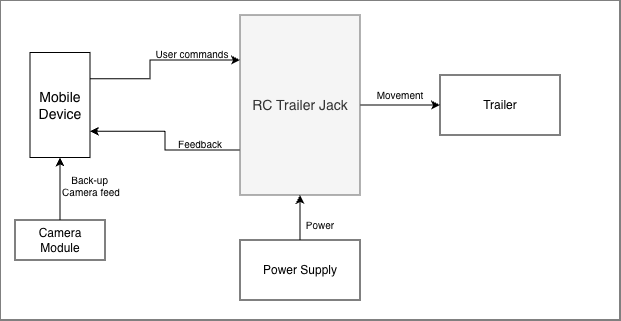 User commands
RC Trailer Jack
Mobile
Device
Movement
Trailer
Feedback
Back-up
Camera feed
Camera
Module
Power
Power Supply